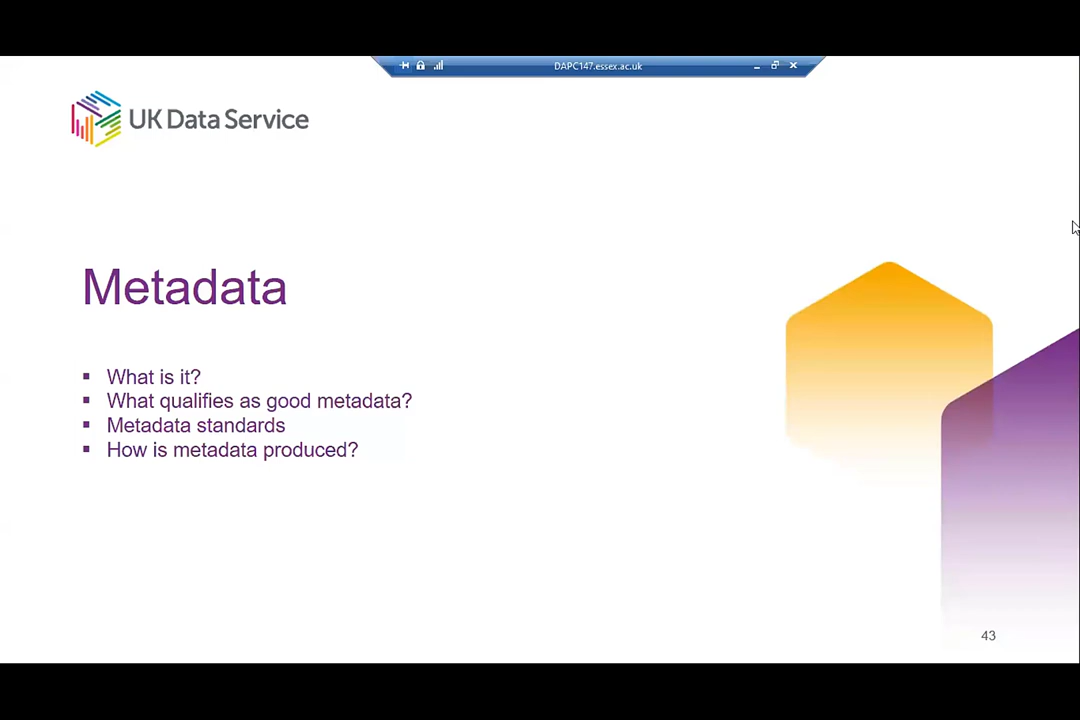 DAPC147.essex.ac.uk
UK Data Service
Metadata
▪ What is it?
▪ What qualifies as good metadata?
▪ Metadata standards
▪ How is metadata produced?
43